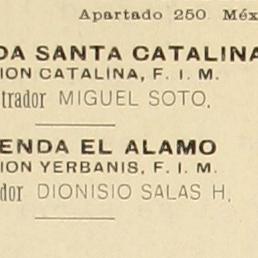 Apartado 250. Méx
DA SANTA CATALINA
ION CATALINA, F. I. M.
trador MIGUEL SOTO.
ENDA EL ALAMO
ION YERBANIS, F. I. M.
dor DIONISIO SALAS H.